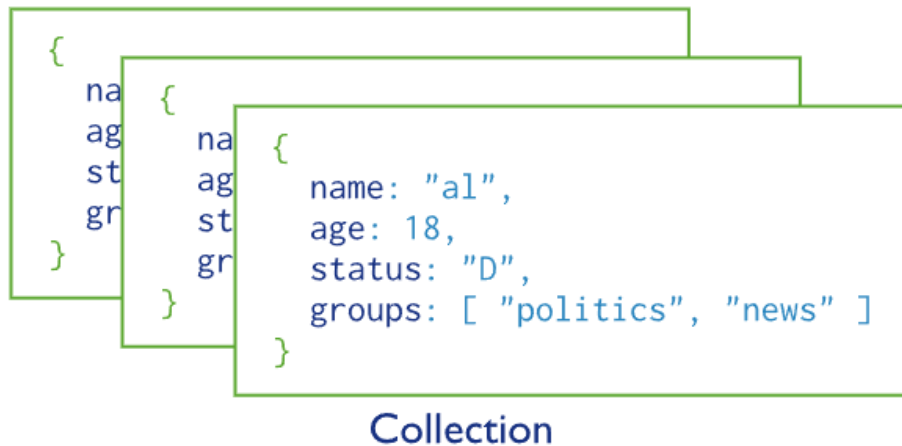 {
na
ag
st
gr
}
{
na
ag
st
gr
}
{
name: "al",
age: 18,
status: "D",
groups: [ "politics", "news" ]
}
Collection